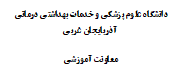 دانشگاه علوم پزشکی و خدمات بهداشتی درمانی
آذربایجان غربی
معاونت آموزشی